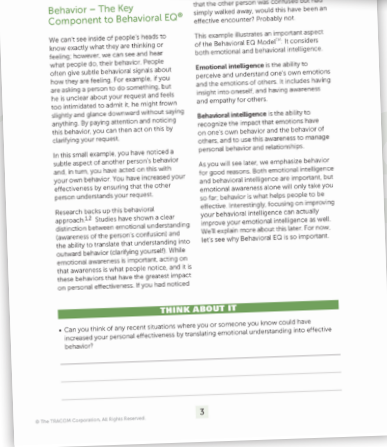 Behavior – The Key
Component to Behavioral EQ®
We can't see inside of people's heads to
know exactly what they are thinking or
feeling; however, we can see and hear
what people do, their behavior. People
often give subtle behavioral signals about
how they are feeling. For example, if you
are asking a person to do something, but
he is unclear about your request and feels
too intimidated to admit it, he might frown
slightly and glance downward without saying
anything. By paying attention and noticing
this behavior, you can then act on this by
clarifying your request.
In this small example, you have noticed a
subtle aspect of another person's behavior
and, in turn, you have acted on this with
your own behavior. You have increased your
effectiveness by ensuring that the other
person understands your request.
Research backs up this behavioral
approach.1,2 Studies have shown a clear
distinction between emotional understanding
(awareness of the person's confusion) and
the ability to translate that understanding into
outward behavior (clarifying yourself). While
emotional awareness is important, acting on
that awareness is what people notice, and it is
these behaviors that have the greatest impact
on personal effectiveness. If you had noticed
that the other person was confused but had
simply walked away, would this have been an
effective encounter? Probably not.
This example illustrates an important aspect
of the Behavioral EQ Model™. It considers
both emotional and behavioral intelligence.
Emotional intelligence is the ability to
perceive and understand one's own emotions
and the emotions of others. It includes having
insight into oneself, and having awareness
and empathy for others.
Behavioral intelligence is the ability to
recognize the impact that emotions have
on one's own behavior and the behavior of
others, and to use this awareness to manage
personal behavior and relationships.
As you will see later, we emphasize behavior
for good reasons. Both emotional intelligence
and behavioral intelligence are important, but
emotional awareness alone will only take you
so far; behavior is what helps people to be
effective. Interestingly, focusing on improving
your behavioral intelligence can actually
improve your emotional intelligence as well.
We'll explain more about this later. For now,
let's see why Behavioral EQ is so important.
THINK ABOUT IT
• Can you think of any recent situations where you or someone you know could have
increased your personal effectiveness by translating emotional understanding into effective
behavior?
3
© The TRACOM Corporation, All Rights Reserved.